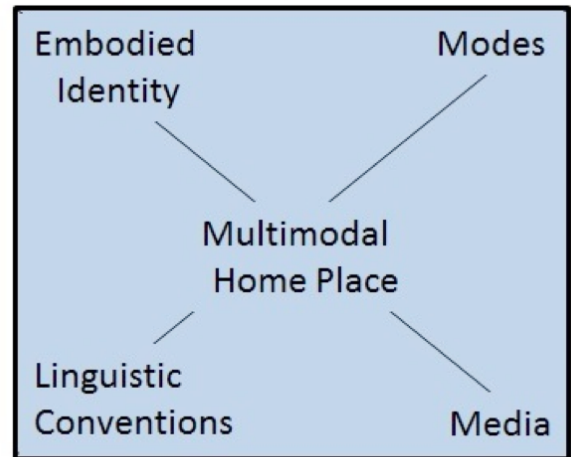 Embodied
Identity
Modes
Multimodal
Home Place
Linguistic
Conventions
Media